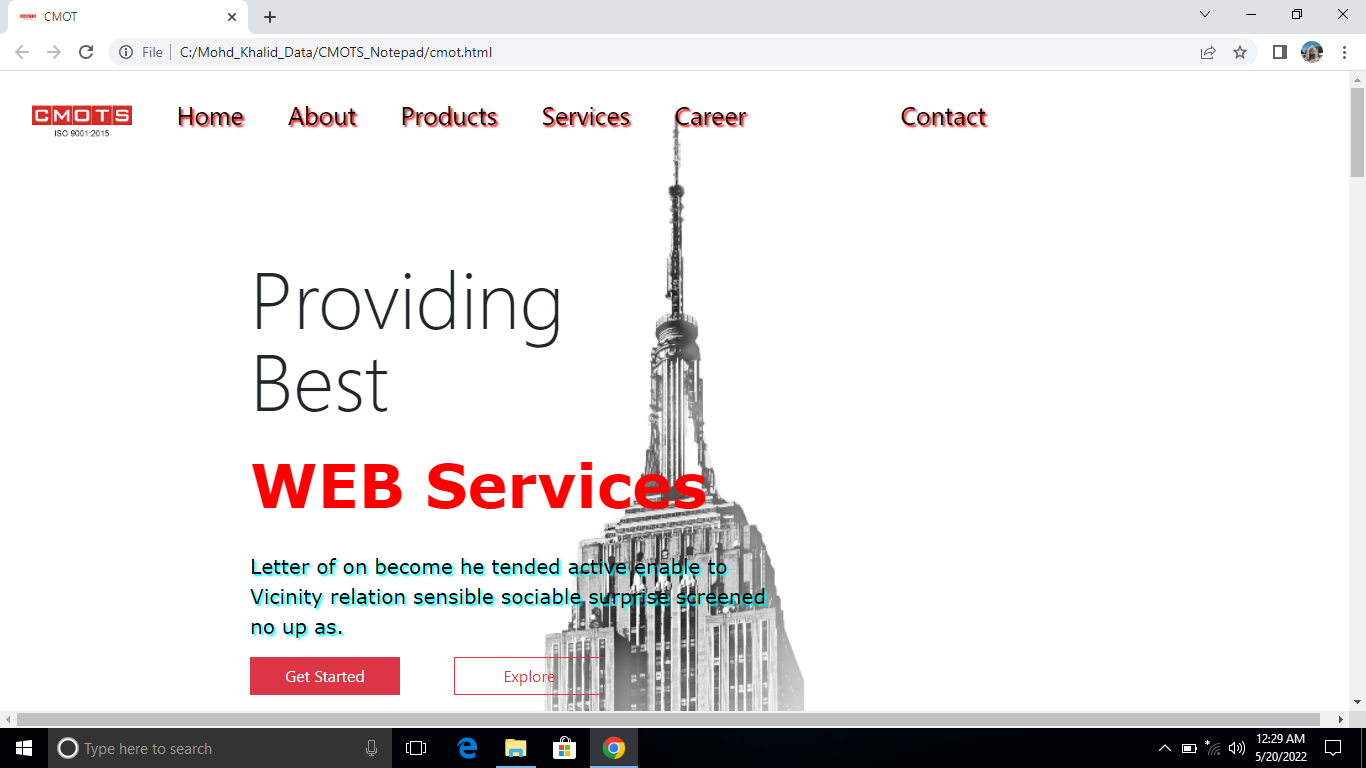 CMOT
File
C:/Mohd_Khalid_Data/CMOTS_Notepad/cmot.html
CMOTS
ISO 9001:2015
Home About Products Services Career Contact
Providing
Best
WEB Services
Letter of on become he tended active enable to
Vicinity relation sensible sociable surprise screened
no up as.
Get Started Explore
Type here to search
12:29 AM
5/20/2022